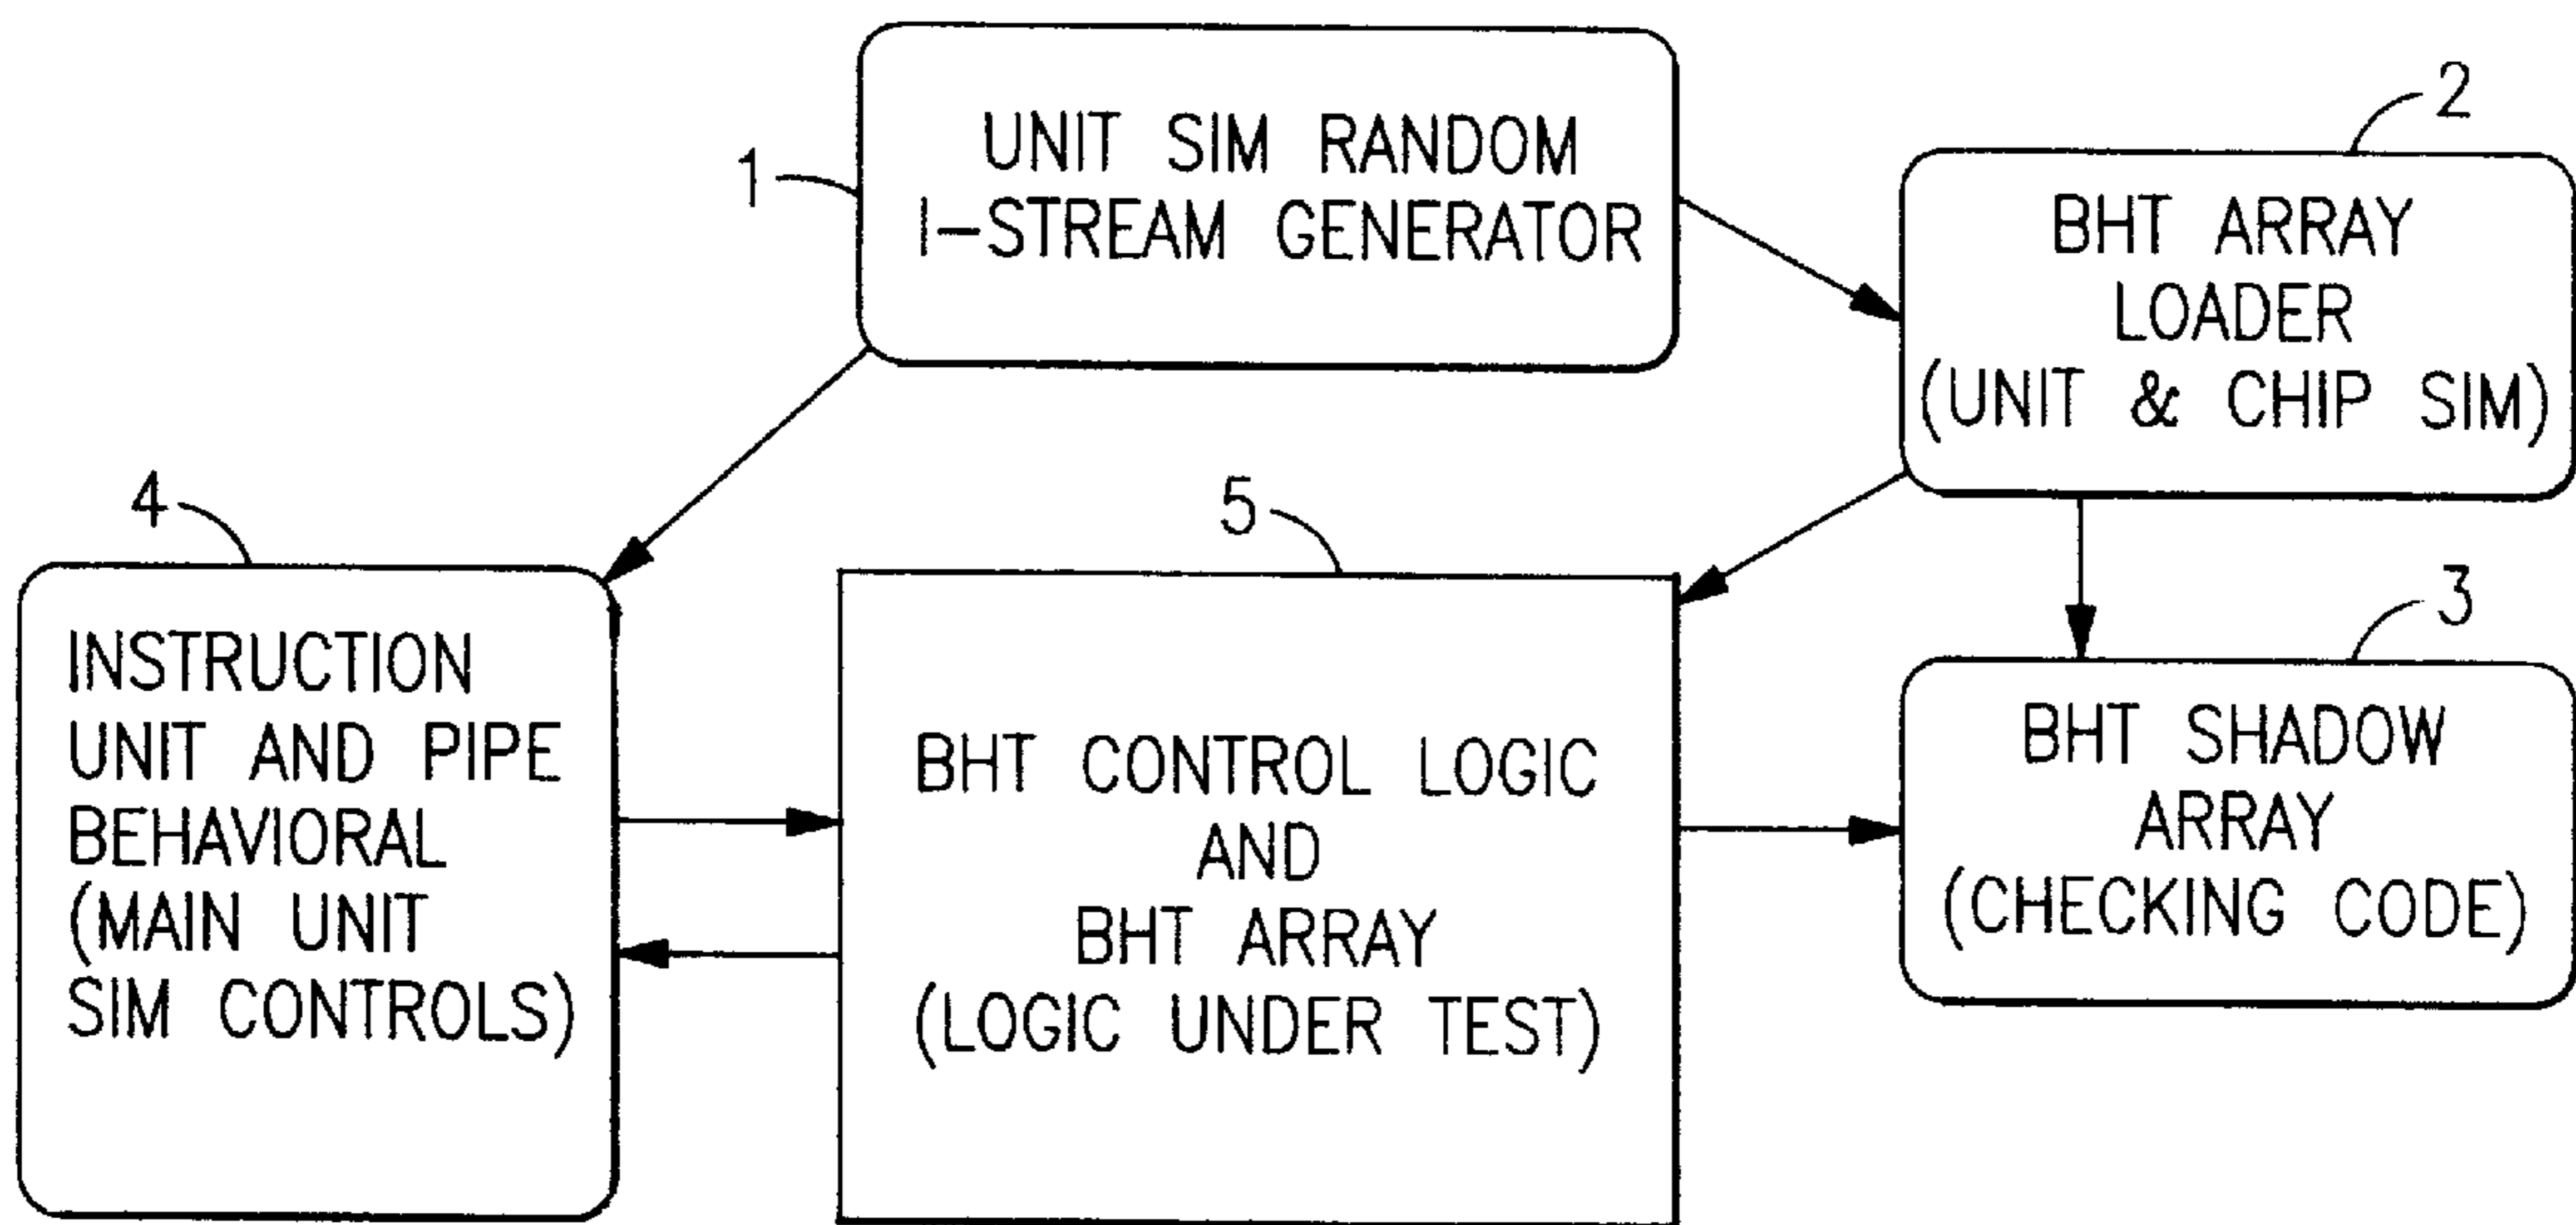 1
UNIT SIM RANDOM
I-STREAM GENERATOR
2
BHT ARRAY
LOADER
(UNIT & CHIP SIM)
4
INSTRUCTION
UNIT AND PIPE
BEHAVIORAL
(MAIN UNIT
SIM CONTROLS)
5
BHT CONTROL LOGIC
AND
BHT ARRAY
(LOGIC UNDER TEST)
3
BHT SHADOW
ARRAY
(CHECKING CODE)